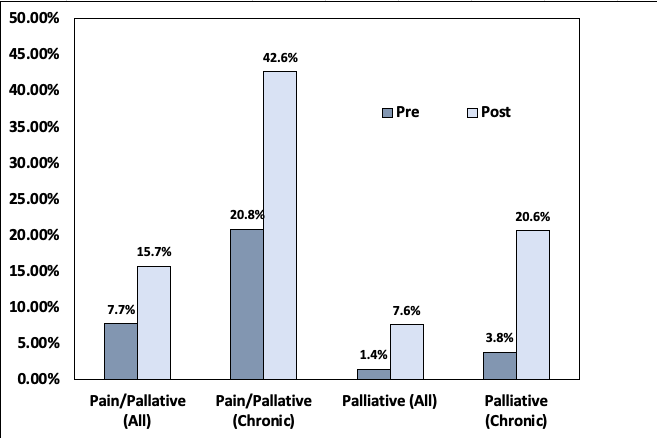 50.00%
45.00%
40.00%
35.00%
30.00%
25.00%
20.00%
15.00%
10.00%
5.00%
0.00%
42.6%
Pre
Post
20.8%
20.6%
15.7%
7.7%
7.6%
1.4%
3.8%
Pain/Pallative
(All)
Pain/Pallative
(Chronic)
Palliative (All)
Palliative
(Chronic)